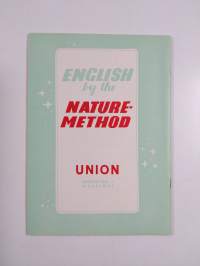 ENGLISH
by the
NATURE-
METHOD
UNION